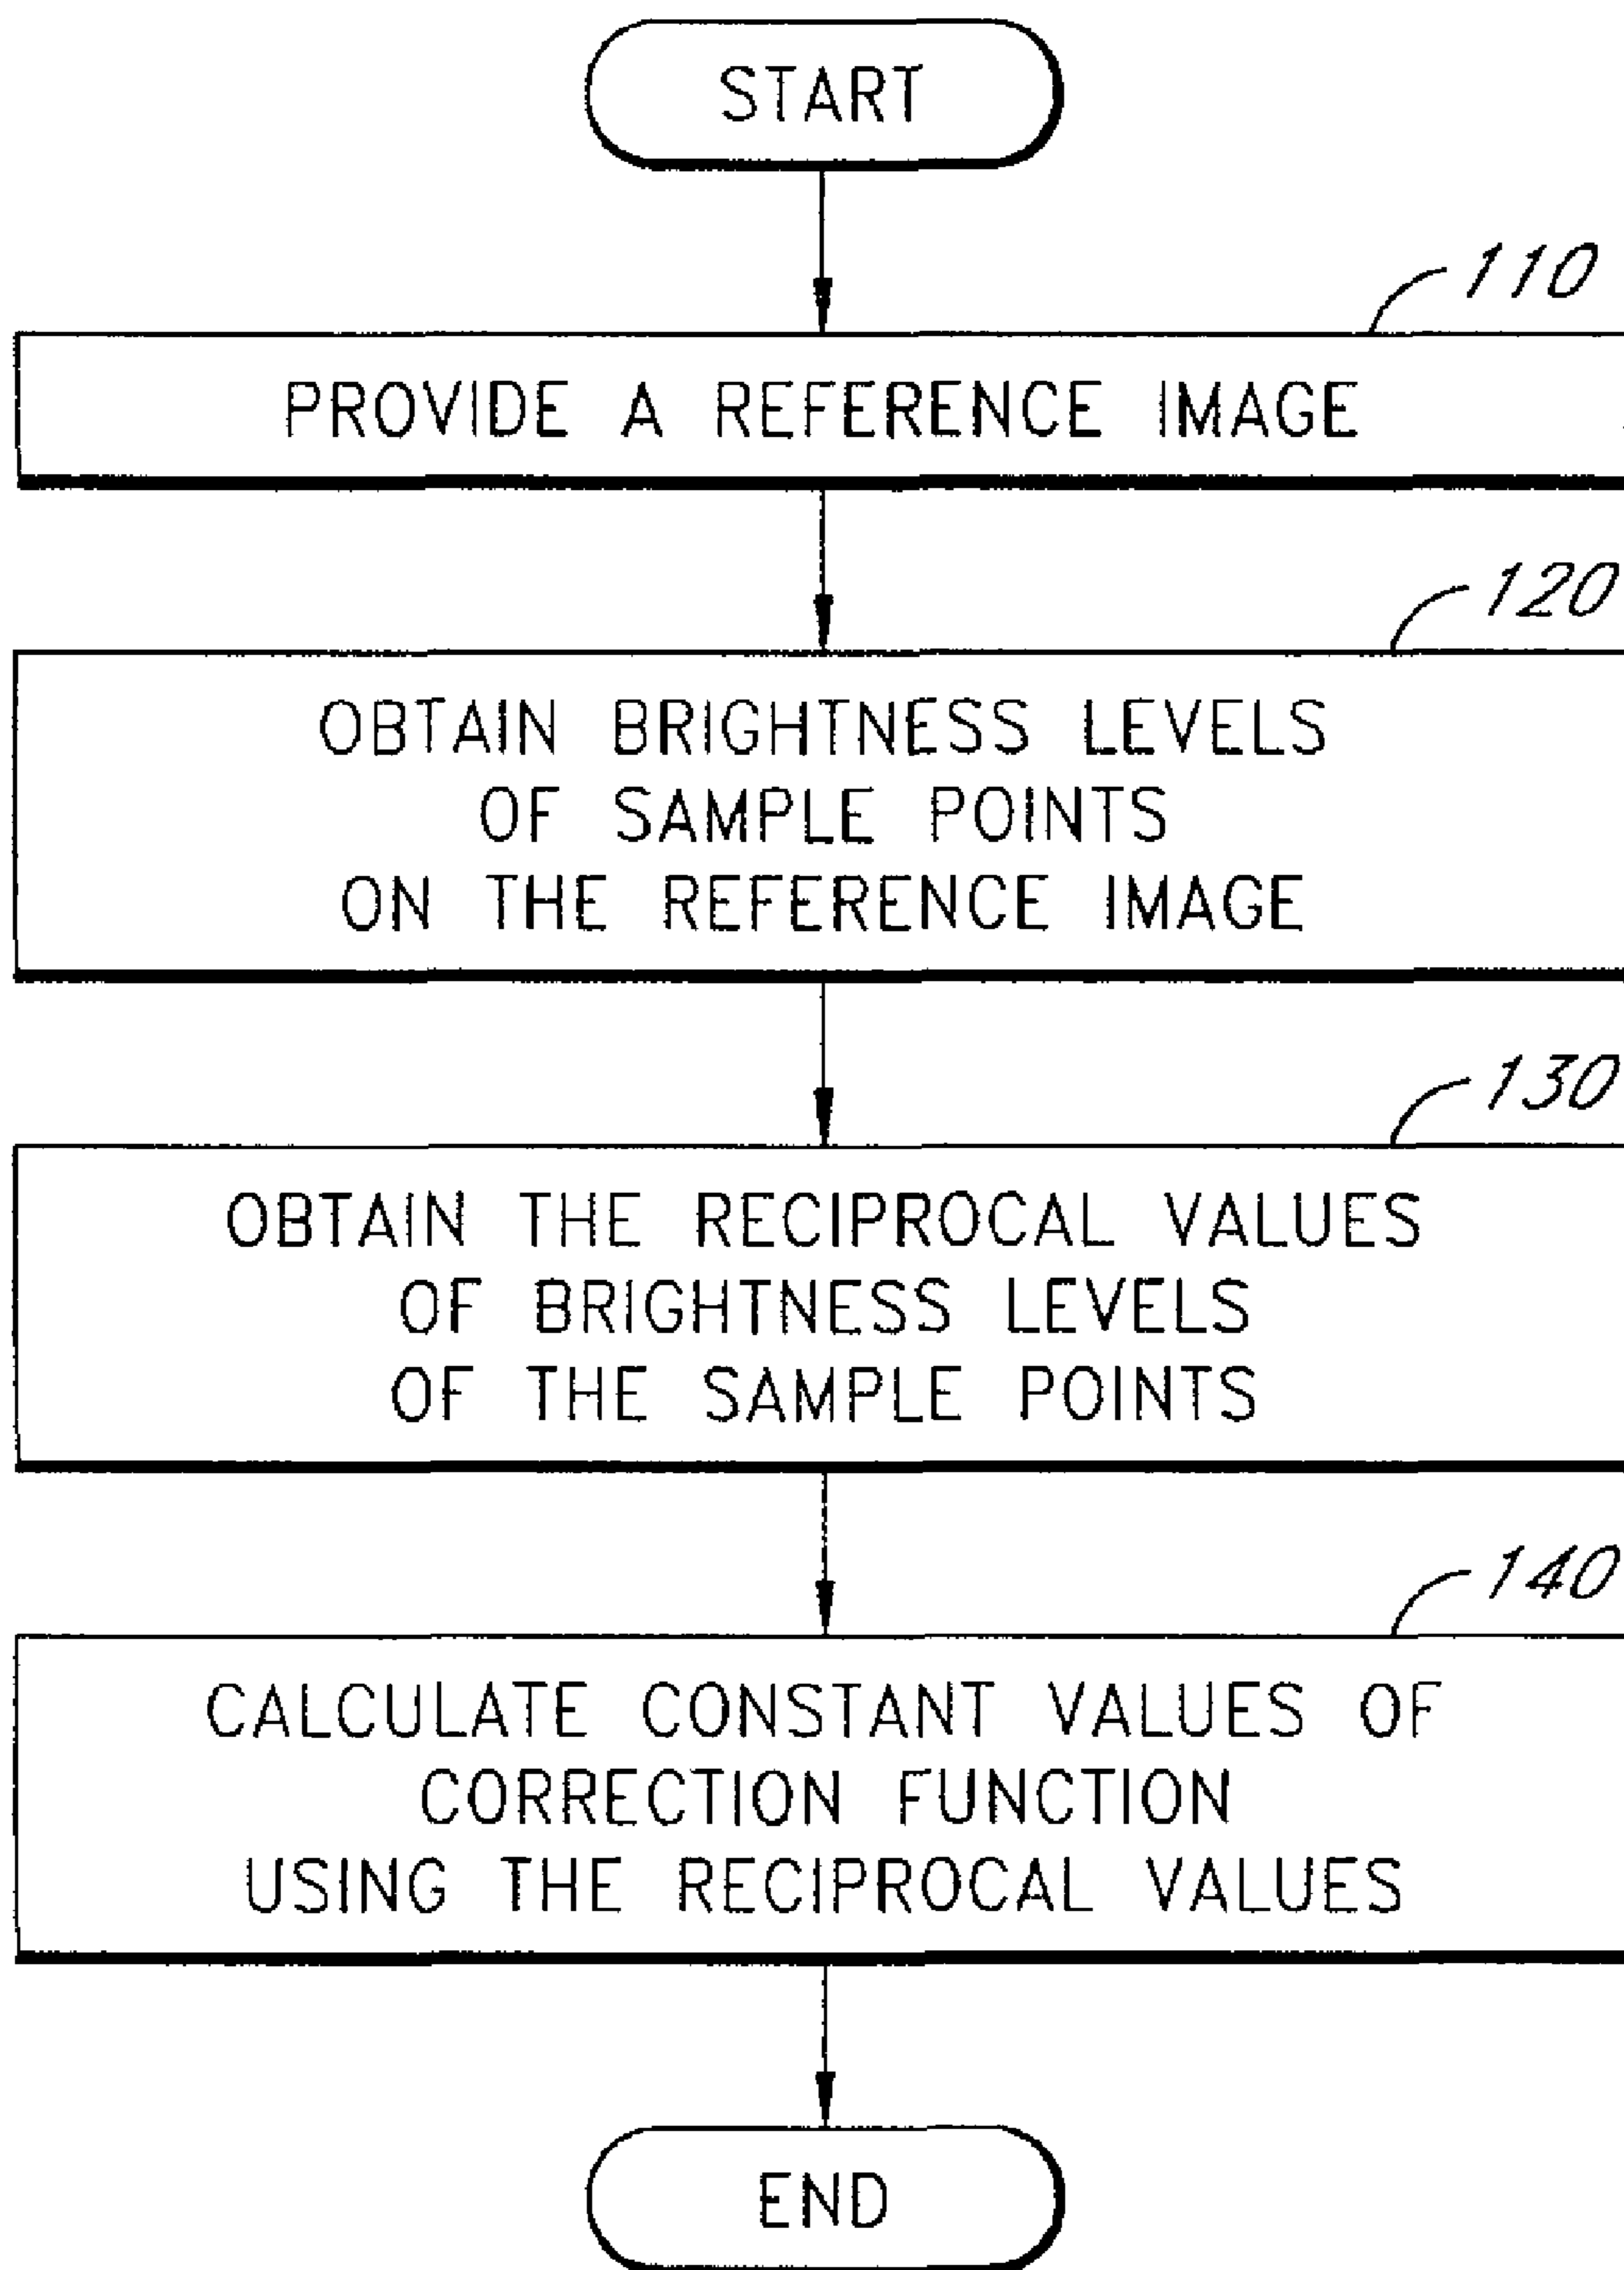 START
110
PROVIDE A REFERENCE IMAGE
120
OBTAIN BRIGHTNESS LEVELS
OF SAMPLE POINTS
ON THE REFERENCE IMAGE
130
OBTAIN THE RECIPROCAL VALUES
OF BRIGHTNESS LEVELS
OF THE SAMPLE POINTS
140
CALCULATE CONSTANT VALUES OF
CORRECTION FUNCTION
USING THE RECIPROCAL VALUES
END